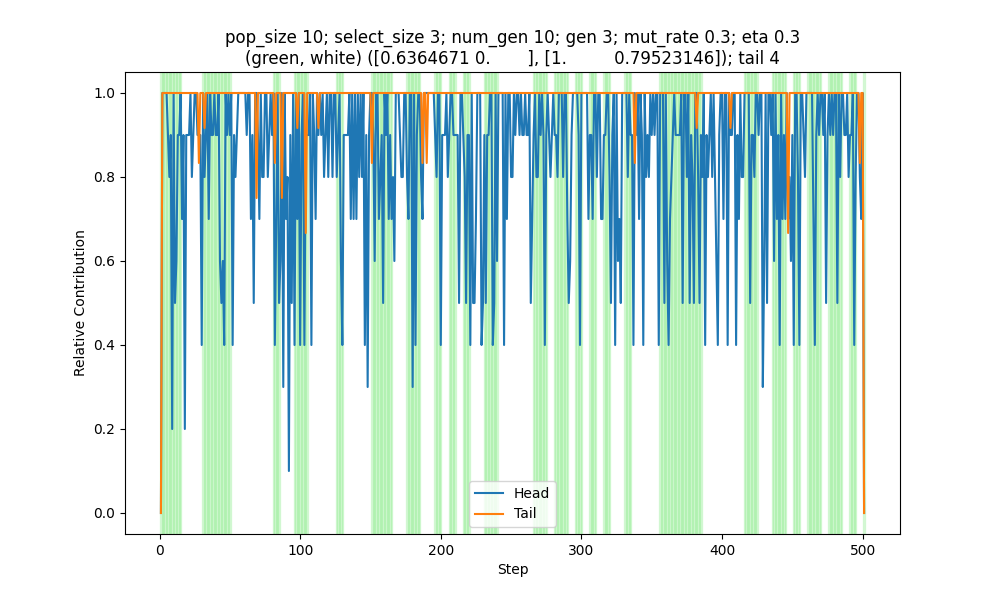 pop_size 10; select_size 3; num_gen 10; gen 3; mut_rate 0.3; eta 0.3
(green, white) ([0.6364671 0.        ], [1.         0.79523146]); tail 4
1.0
0.8
0.6
0.4
0.2
0.0
Relative Contribution
Head
Tail
0 100 200 300 400 500
Step